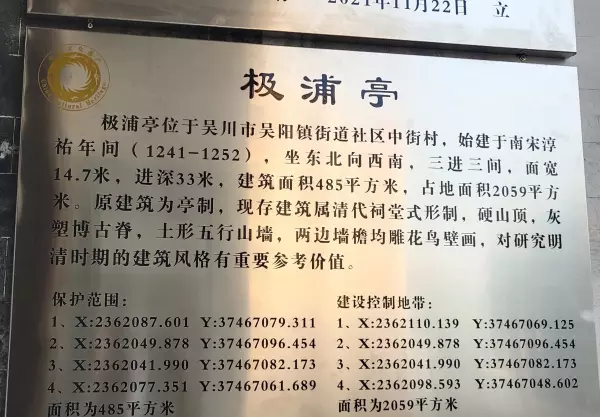 2021年11月22日 立
极浦亭
极浦亭位于吴川市吴阳镇街道社区中街村，始建于南宋淳
祐年间（1241-1252），坐东北向西南，三进三间，面宽
14.7米，进深33米，建筑面积485平方米，占地面积2059平方
米。原建筑为亭制，现存建筑属清代祠堂式形制，硬山顶，灰
塑博古脊，土形五行山墙，两边墙檐均雕花鸟壁画，对研究明
清时期的建筑风格有重要参考价值。
保护范围：
1、X:2362087.601 Y:37467079.311
2、X:2362049.878 Y:37467096.454
3、X:2362041.990 Y:37467082.173
4、X:2362077.351 Y:37467061.689
面积为485平方米
建设控制地带：
1、X:2362110.139 Y:37467069.125
2、X:2362049.878 Y:37467096.454
3、X:2362041.990 Y:37467082.173
4、X:2362098.593 Y:37467048.602
面积为2059平方米